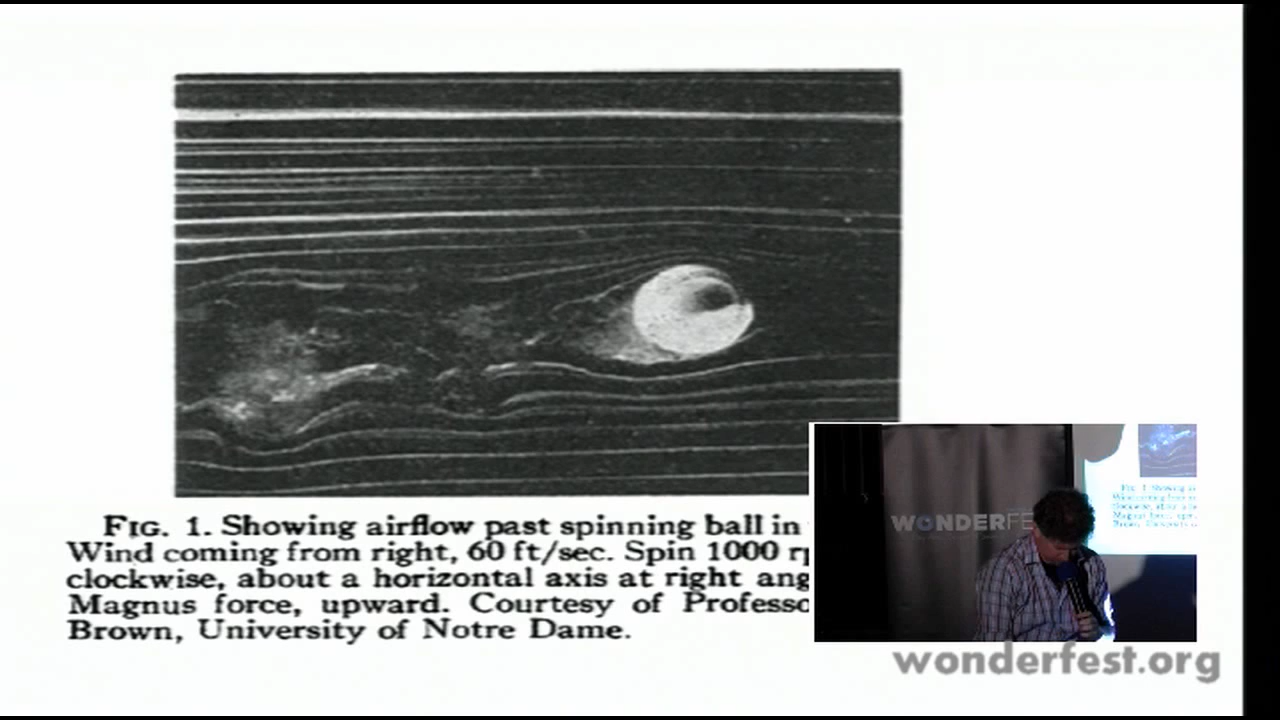 FIG. 1. Showing airflow past spinning ball in
Wind coming from right, 60 ft/sec. Spin 1000
clockwise, about a horizontal axis at right
Magnus force, upward. Courtesy of
Brown, University of Notre Dame.
WONDERFE
wonderfest.org